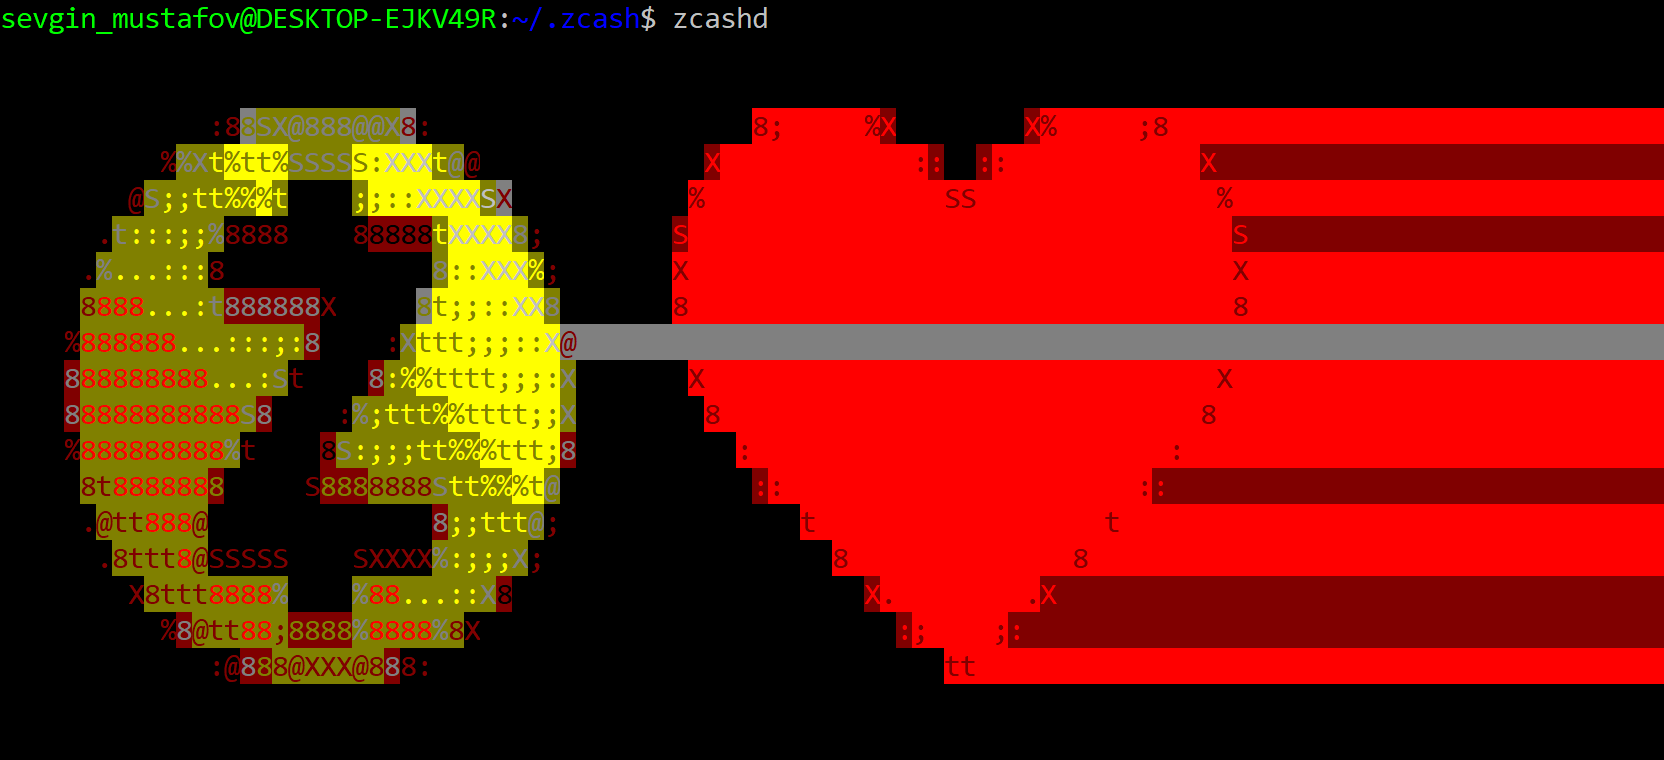 sevgin_mustafov@DESKTOP-EJKV49R:~/.zcash$ zcashd
:88SX@888@@X8: 8; %X X% ;8
%%Xt%tt%SSSSS:XXXt@@ X :: :: X
@S;;tt%%%t ;;::XXXXSX % SS %
.t:::;;%8888 88888tXXXX8; S S
.%...:::8 8::XXX%; X X
8888...:t888888X 8t;;::XX8 8 8
%888888...:::;:8 :Xttt;;;::X@
888888888...:St 8:%%tttt;;;:X X X
88888888888S8 :%;ttt%%tttt;;X 8 8
%888888888%t 8S:;;;tt%%%ttt;8 : :
8t8888888 S8888888Stt%%%t@ :: ::
.@tt888@ 8;;ttt@; t t
.8ttt8@SSSSS SXXXX%:;;;X; 8 8
X8ttt8888% %88...::X8 X. .X
%8@tt88;8888%8888%8X :; ;:
:@888@XXX@888: tt